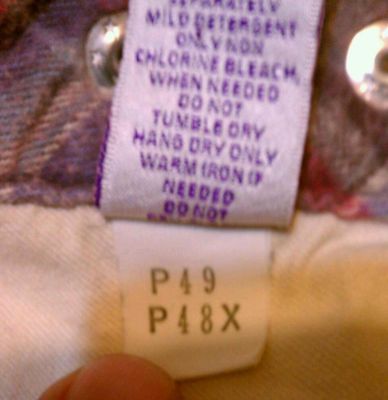 SEPARATELY
MILD DETERGENT
ONLY NON
CHLORINE BLEACH,
WHEN NEEDED
DO NOT
TUMBLE DRY
HANG DRY ONLY
WARM IRON IF
NEEDED
DO NOT
P49
P48X